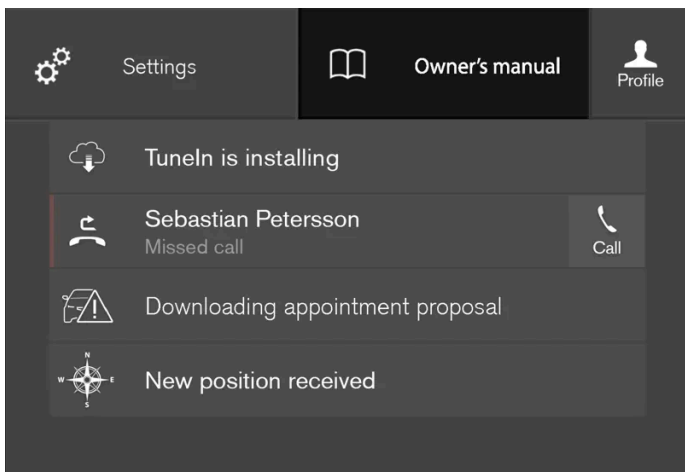 Settings
Owner's manual
Profile
TuneIn is installing
Sebastian Petersson
Missed call
Call
Downloading appointment proposal
N
W E
S
New position received